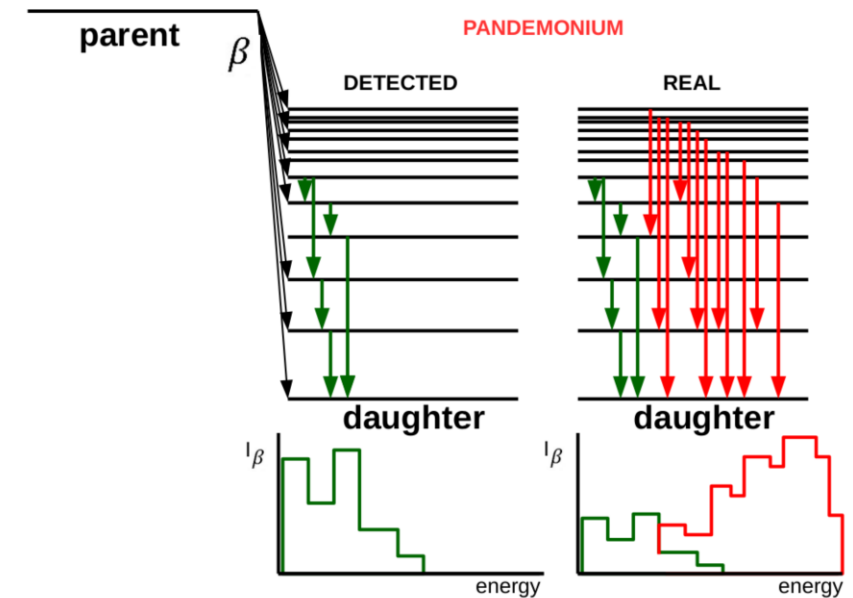 PANDEMONIUM
parent
β
DETECTED
REAL
daughter
daughter
Iβ
Iβ
energy
energy